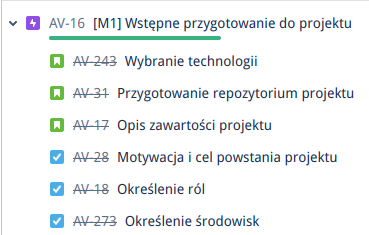 AV-16 [M1] Wstępne przygotowanie do projektu
AV-243 Wybranie technologii
AV-31 Przygotowanie repozytorium projektu
AV-17 Opis zawartości projektu
AV-28 Motywacja i cel powstania projektu
AV-18 Określenie ról
AV-273 Określenie środowisk